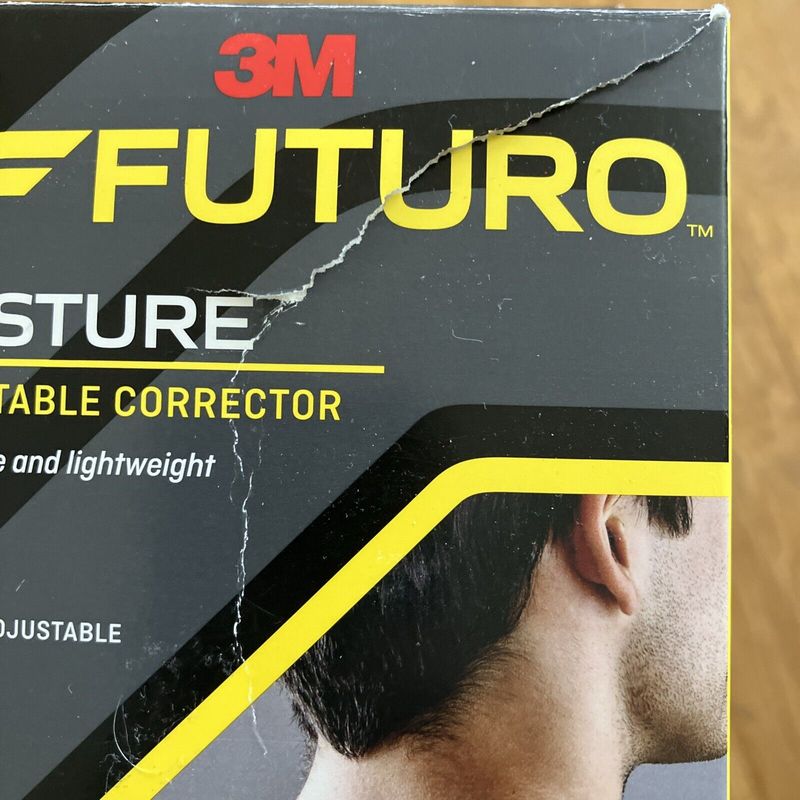 3M
FUTURO™
STURE
TABLE CORRECTOR
e and lightweight
DJUSTABLE